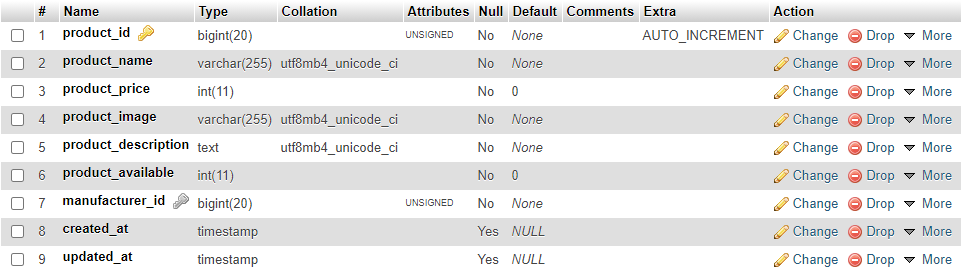 # Name Type Collation Attributes Null Default Comments Extra Action
1 product_id bigint(20) UNSIGNED No None AUTO_INCREMENT Change Drop More
2 product_name varchar(255) utf8mb4_unicode_ci No None Change Drop More
3 product_price int(11) No 0 Change Drop More
4 product_image varchar(255) utf8mb4_unicode_ci No None Change Drop More
5 product_description text utf8mb4_unicode_ci No None Change Drop More
6 product_available int(11) No 0 Change Drop More
7 manufacturer_id bigint(20) UNSIGNED No None Change Drop More
8 created_at timestamp Yes NULL Change Drop More
9 updated_at timestamp Yes NULL Change Drop More